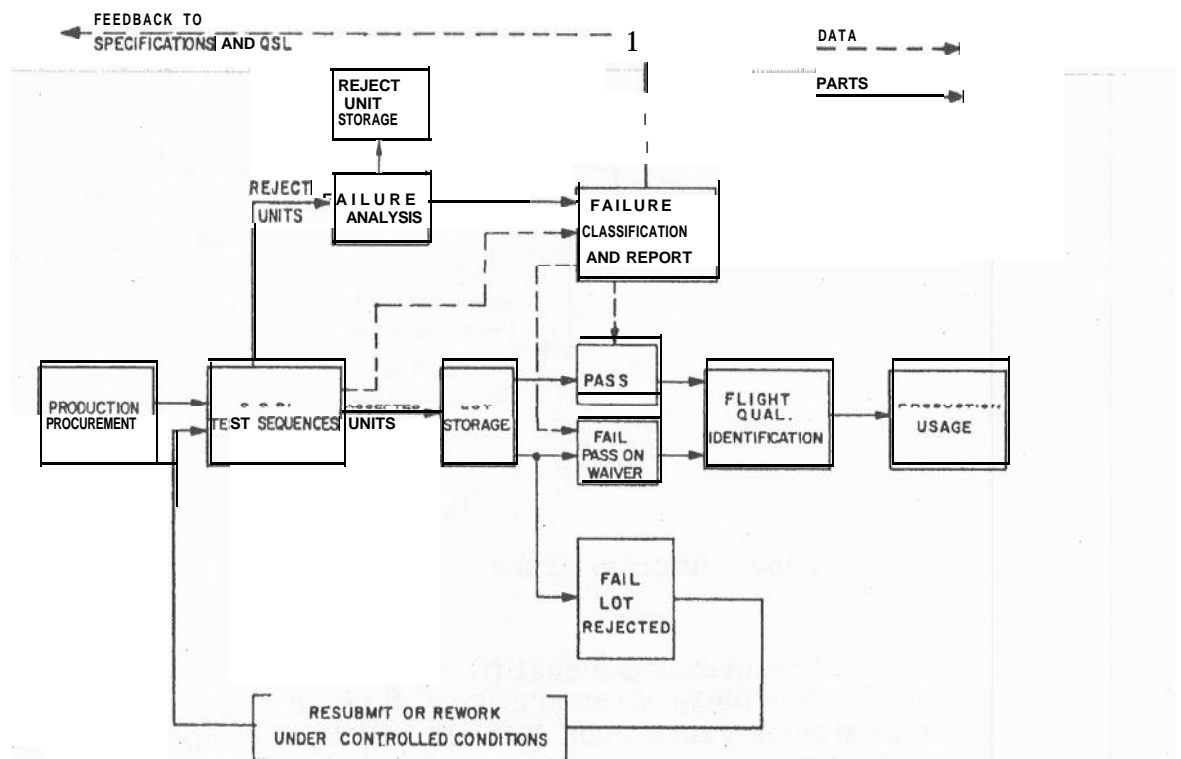 FEEDBACK TO
SPECIFICATIONS AND QSL
1
DATA
PARTS
REJECT
UNIT
STORAGE
REJECT
UNITS
AILURE
ANALYSIS
FAILURE
CLASSIFICATION
AND REPORT
PRODUCTION
PROCUREMENT
TEST SEQUENCES
UNITS
STORAGE
PASS
FAIL
PASS ON
WAIVER
FLIGHT
QUAL.
IDENTIFICATION
USAGE
FAIL
LOT
REJECTED
RESUBMIT OR REWORK
UNDER CONTROLLED CONDITIONS